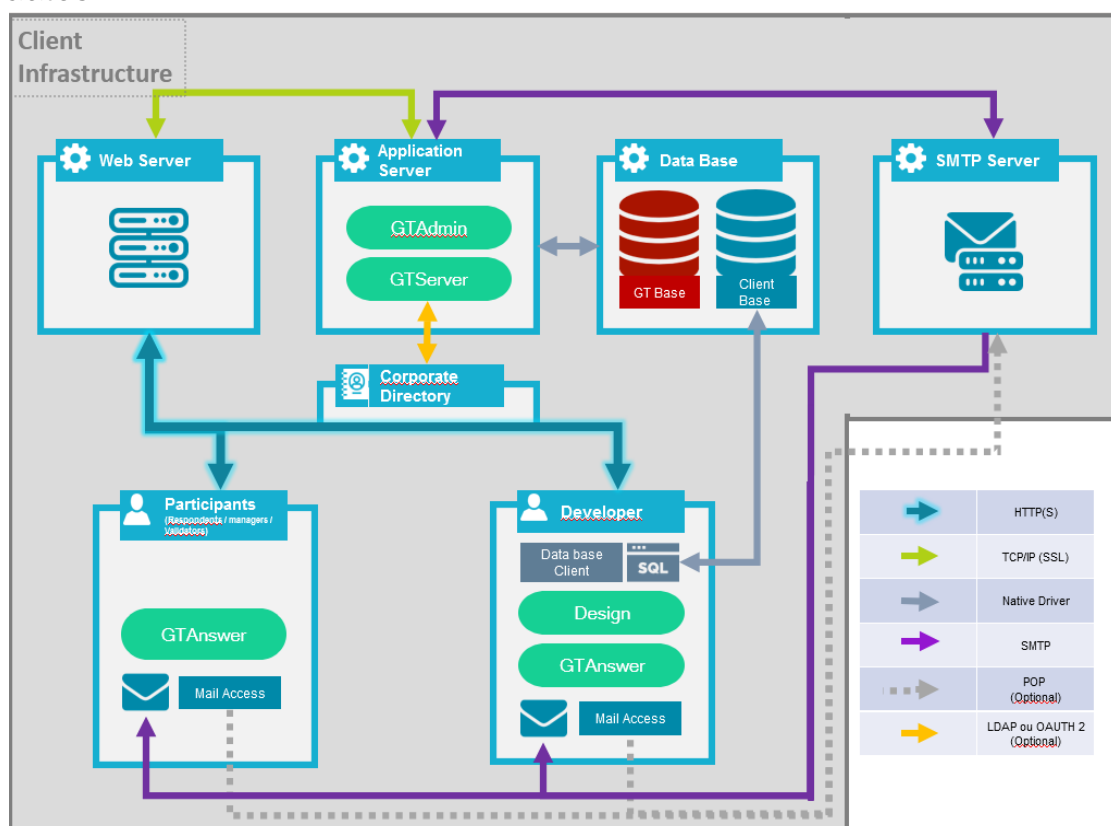 Client
Infrastructure
Web Server
Application
Server
Data Base
SMTP Server
GTAdmin
GTServer
GT Base
Client
Base
Corporate
Directory
Participants
(Respondents / managers /
Validators)
Developer
Data base
Client
SQL
Design
GTAnswer
GTAnswer
Mail Access
Mail Access
HTTP(S)
TCP/IP (SSL)
Native Driver
SMTP
POP
(Optional)
LDAP ou OAUTH 2
(Optional)